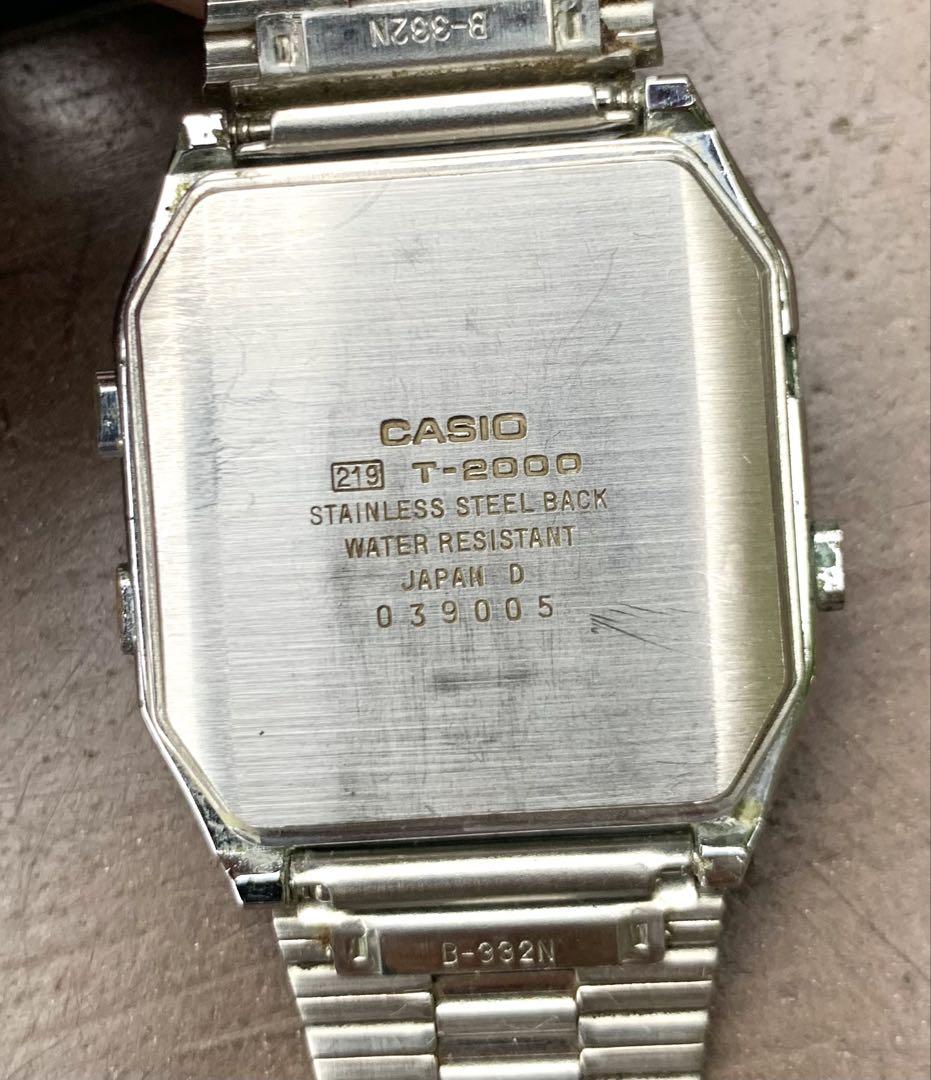 B-332N
CASIO
219 T-2000
STAINLESS STEEL BACK
WATER RESISTANT
JAPAN D
039005
B-332N